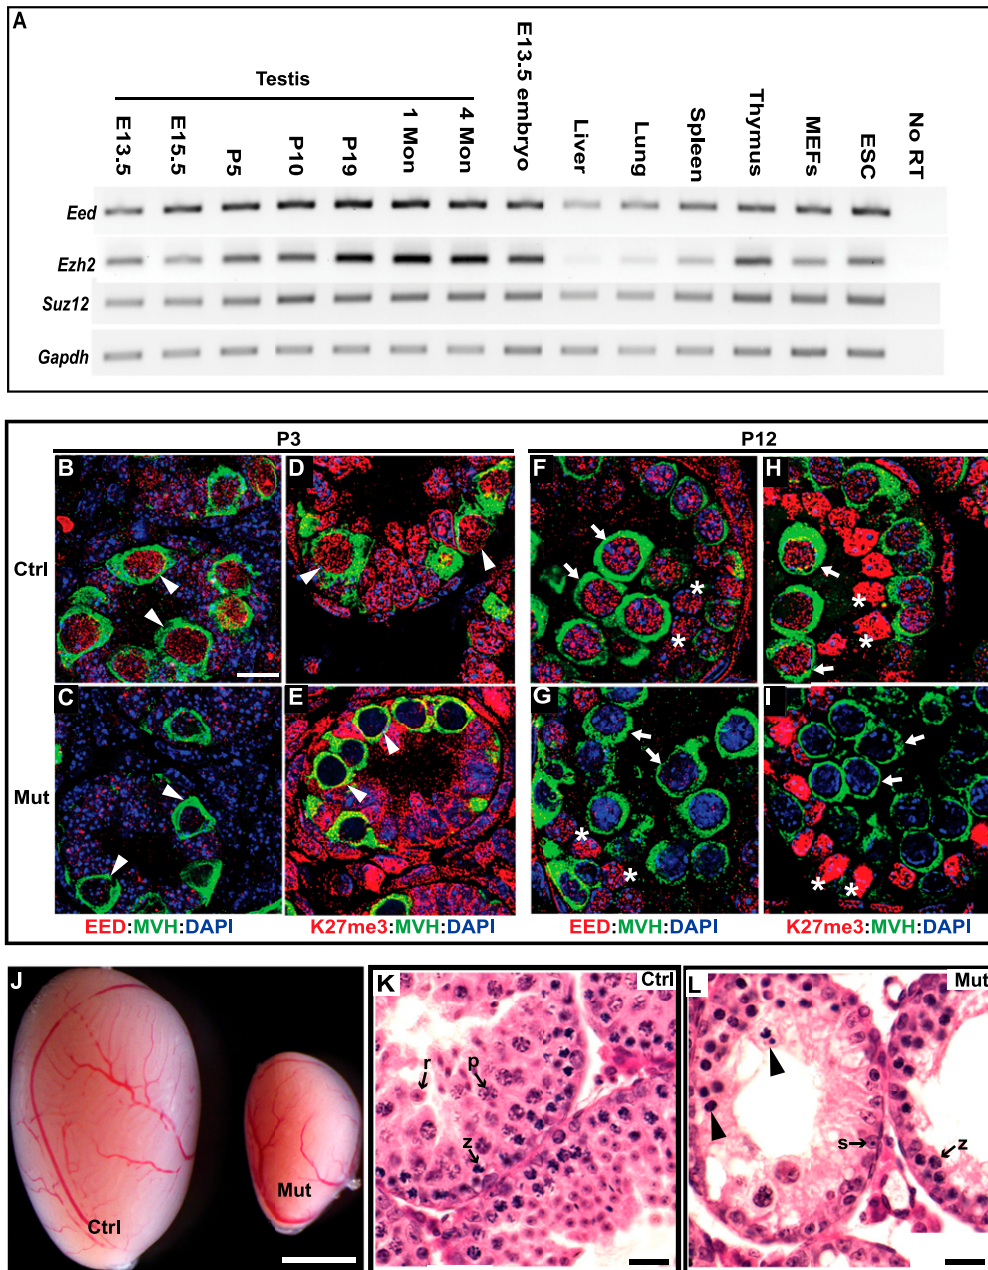 A
Testis
E13.5 E15.5 P5 P10 P19 1 Mon 4 Mon E13.5 embryo Liver Lung Spleen Thymus MEFs ESC No RT
Eed
Ezh2
Suz12
Gapdh
P3 P12
B D F H
Ctrl
* * * *
C E G I
Mut
* * * *
EED:MVH:DAPI K27me3:MVH:DAPI EED:MVH:DAPI K27me3:MVH:DAPI
J K Ctrl L Mut
r p
z s z
Mut
Ctrl